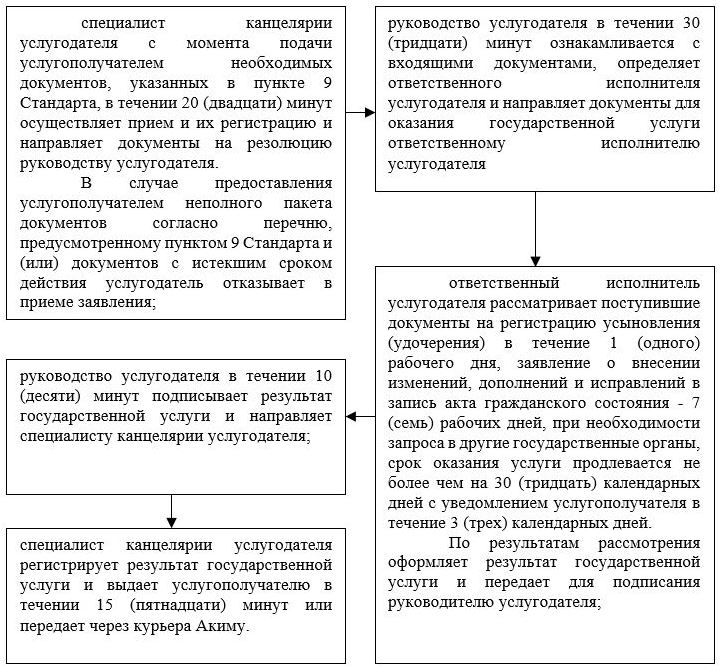 специалист канцелярии
услугодателя с момента подачи
услугополучателем необходимых
документов, указанных в пункте 9
Стандарта, в течении 20 (двадцати) минут
осуществляет прием и их регистрацию и
направляет документы на резолюцию
руководству услугодателя.
В случае предоставления
услугополучателем неполного пакета
документов согласно перечню,
предусмотренному пунктом 9 Стандарта и
(или) документов с истекшим сроком
действия услугодатель отказывает в
приеме заявления;
руководство услугодателя в течении 30
(тридцати) минут ознакамливается с
входящими документами, определяет
ответственного исполнителя
услугодателя и направляет документы для
оказания государственной услуги
ответственному исполнителю
услугодателя
ответственный исполнитель
услугодателя рассматривает поступившие
документы на регистрацию усыновления
(удочерения) в течение 1 (одного)
рабочего дня, заявление о внесении
изменений, дополнений и исправлений в
запись акта гражданского состояния - 7
(семь) рабочих дней, при необходимости
запроса в другие государственные органы,
срок оказания услуги продлевается не
более чем на 30 (тридцать) календарных
дней с уведомлением услугополучателя в
течение 3 (трех) календарных дней.
По результатам рассмотрения
оформляет результат государственной
услуги и передает для подписания
руководителю услугодателя;
руководство услугодателя в течении 10
(десяти) минут подписывает результат
государственной услуги и направляет
специалисту канцелярии услугодателя;
специалист канцелярии услугодателя
регистрирует результат государственной
услуги и выдает услугополучателю в
течении 15 (пятнадцати) минут или
передает через курьера Акиму.